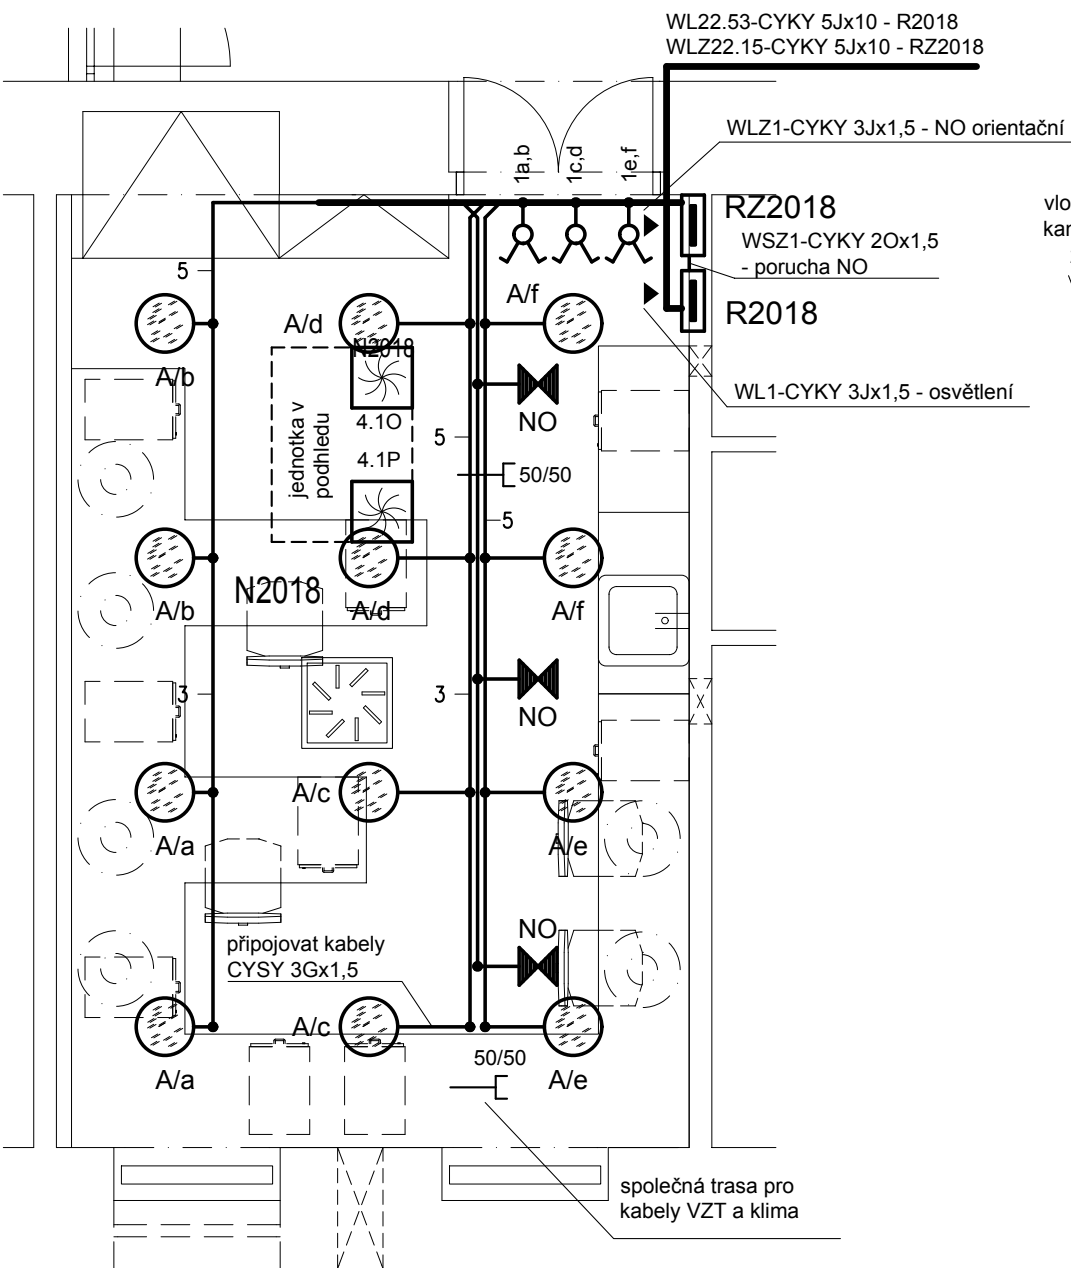 WL22.53-CYKY 5Jx10 - R2018
WLZ22.15-CYKY 5Jx10 - RZ2018
WLZ1-CYKY 3Jx1,5 - NO orientační
1a,b
1c,d
1e,f
RZ2018
vlo
kar
WSZ1-CYKY 2Ox1,5
- porucha NO
5
A/f
R2018
A/d
N2018
A/b
WL1-CYKY 3Jx1,5 - osvětlení
NO
4.1O
jednotka v
podhledu
5
4.1P
50/50
5
N2018
A/b
A/d
A/f
3
3
NO
A/c
A/a
A/e
NO
připojovat kabely
CYSY 3Gx1,5
A/c
50/50
A/a
A/e
společná trasa pro
kabely VZT a klima